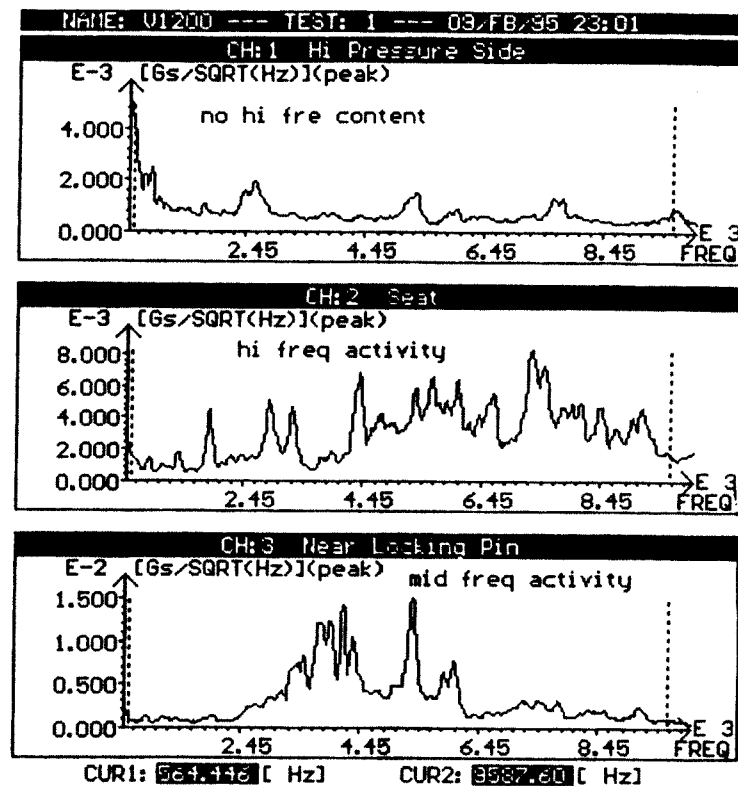 NAME: V1200 --- TEST: 1 --- 09/FB/95 23:01
CH:1 Hi Pressure Side
E-3 [Gs/SQRT(Hz)](peak)
no hi fre content
4.000
2.000
0.000
2.45 4.45 6.45 8.45
E 3
FREQ
CH:2 Seat
E-3 [Gs/SQRT(Hz)](peak)
hi freq activity
8.000
6.000
4.000
2.000
0.000
2.45 4.45 6.45 8.45
E 3
FREQ
CH:3 Near Locking Pin
E-2 [Gs/SQRT(Hz)](peak)
mid freq activity
1.500
1.000
0.500
0.000
2.45 4.45 6.45 8.45
E 3
FREQ
CUR1: 564.446 [ Hz] CUR2: [ Hz]